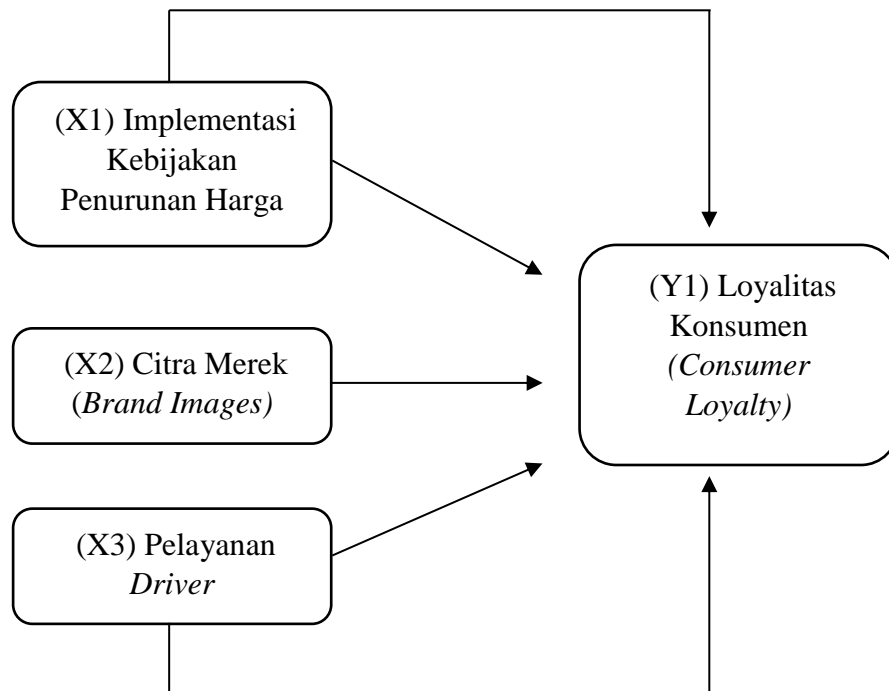 (X1) Implementasi
Kebijakan
Penurunan Harga
(X2) Citra Merek
(Brand Images)
(X3) Pelayanan
Driver
(Y1) Loyalitas
Konsumen
(Consumer
Loyalty)